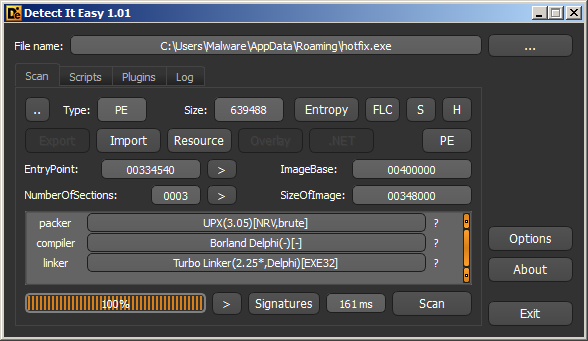 Detect It Easy 1.01
File name: C:\Users\Malware\AppData\Roaming\hotfix.exe ...
Scan Scripts Plugins Log
.. Type: PE Size: 639488 Entropy FLC S H
Export Import Resource Overlay .NET PE
EntryPoint: 00334540 > ImageBase: 00400000
NumberOfSections: 0003 > SizeOfImage: 00348000
packer UPX(3.05)[NRV,brute] ?
compiler Borland Delphi(-)[-] ?
linker Turbo Linker(2.25*,Delphi)[EXE32] ?
Options
About
100% > Signatures 161 ms Scan
Exit